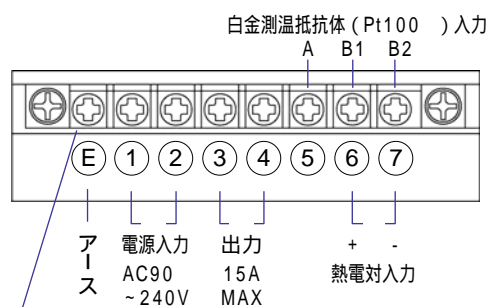 白金測温抵抗体(Pt100　)入力
A B1 B2
E 1 2 3 4 5 6 7
アース
電源入力
AC90
~240V
出力
15A
MAX
+ -
熱電対入力